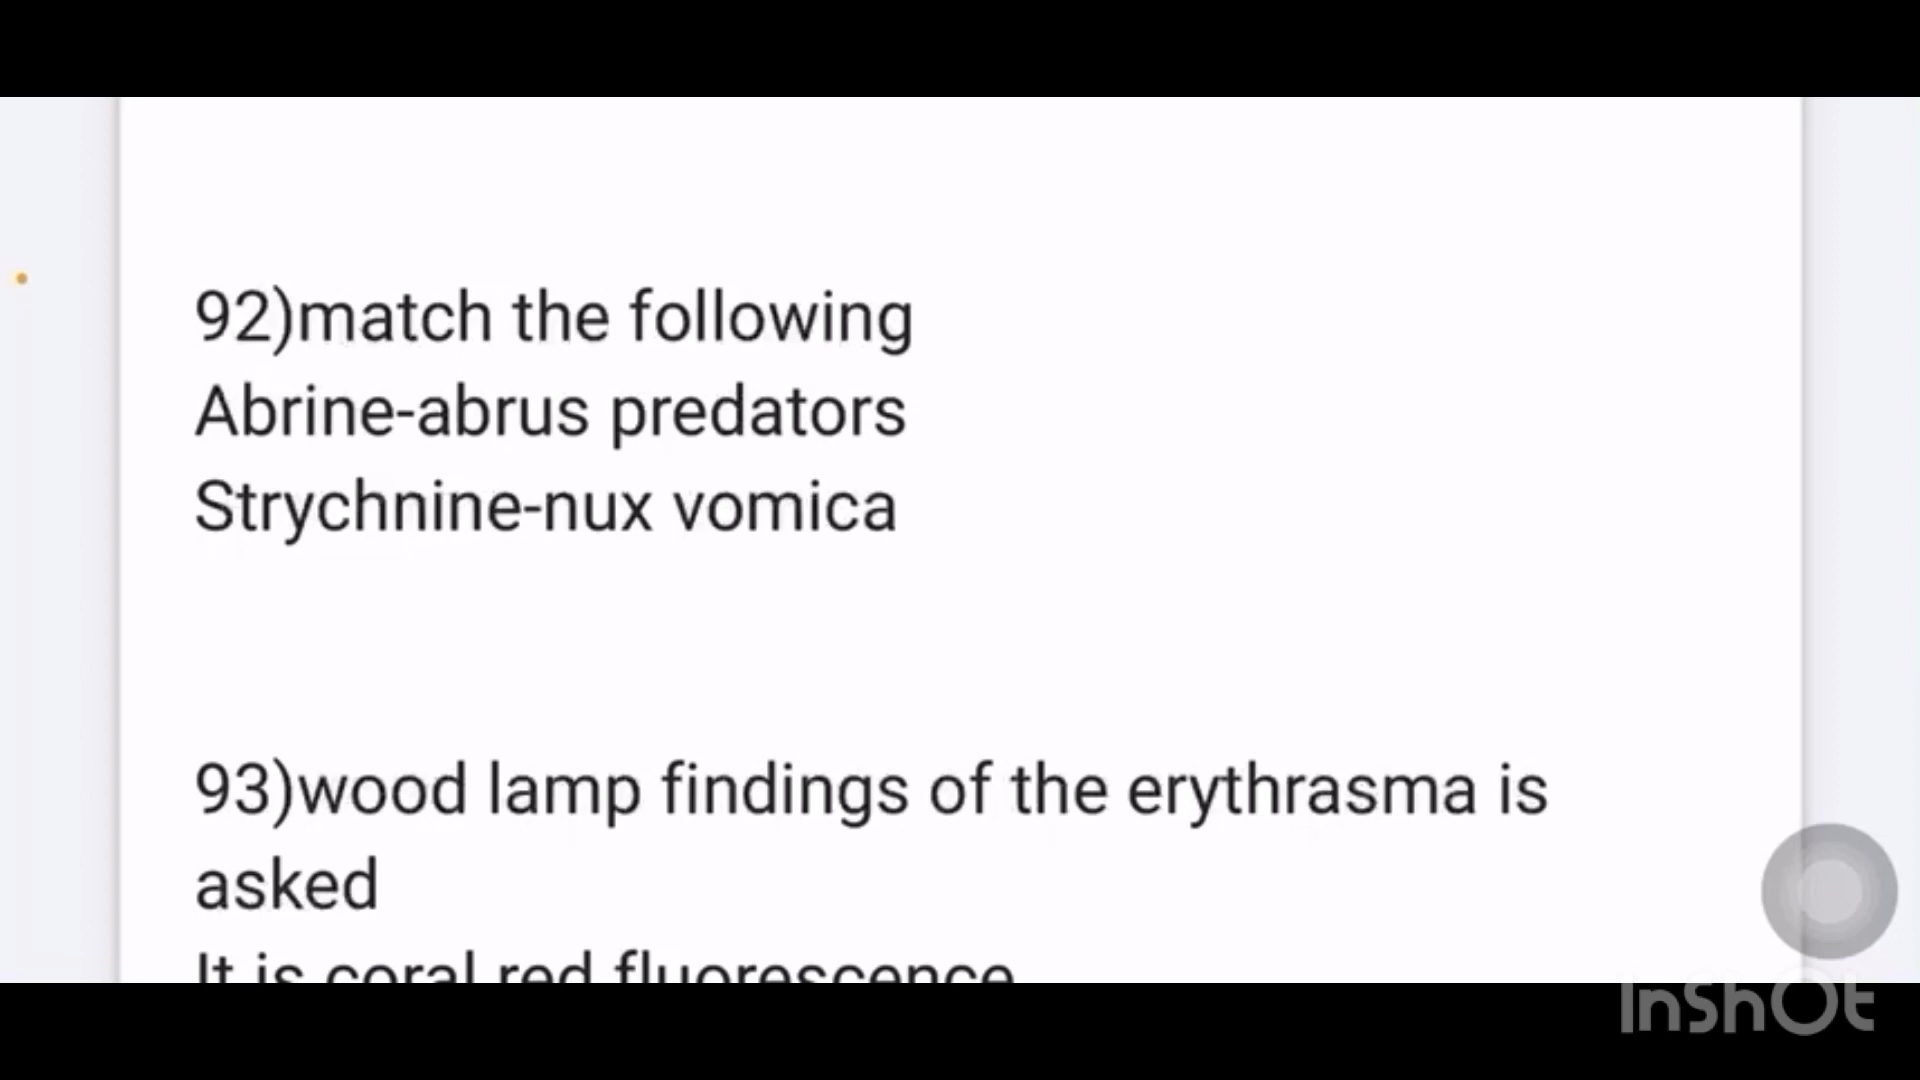 92)match the following
Abrine-abrus predators
Strychnine-nux vomica
93)wood lamp findings of the erythrasma is
asked
It is coral red fluorescence
InShOt